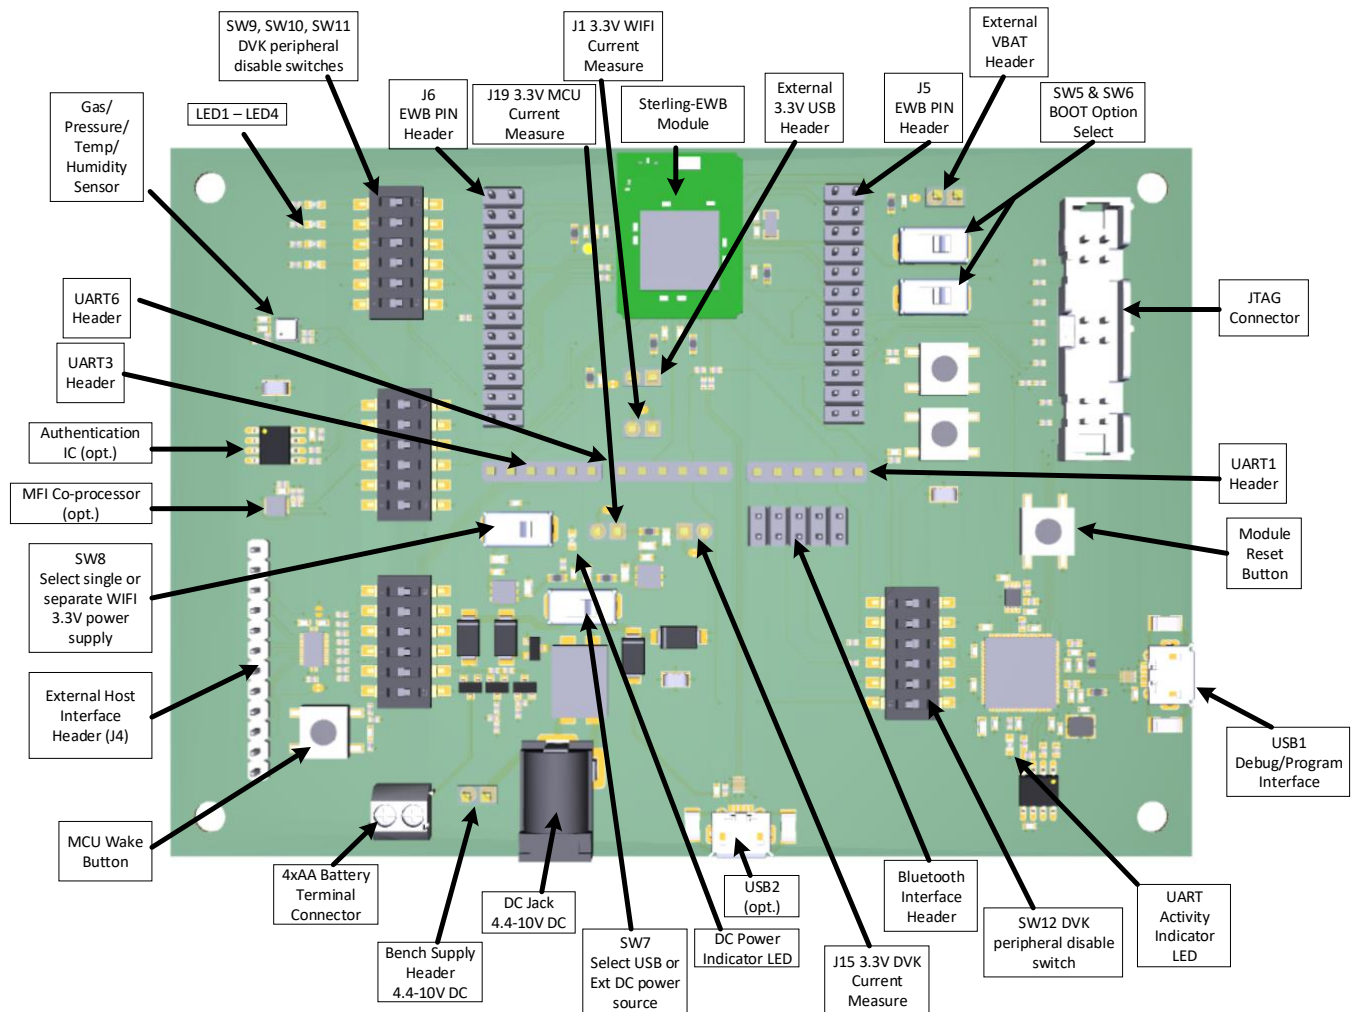 SW9, SW10, SW11
DVK peripheral
disable switches
J1 3.3V WIFI
Current
Measure
External
VBAT
Header
Gas/
Pressure/
Temp/
Humidity
Sensor
LED1 – LED4
J6
EWB PIN
Header
J19 3.3V MCU
Current
Measure
Sterling-EWB
Module
External
3.3V USB
Header
J5
EWB PIN
Header
SW5 & SW6
BOOT Option
Select
UART6
Header
JTAG
Connector
UART3
Header
Authentication
IC (opt.)
UART1
Header
MFI Co-processor
(opt.)
Module
Reset
Button
SW8
Select single or
separate WIFI
3.3V power
supply
External Host
Interface
Header (J4)
USB1
Debug/Program
Interface
MCU Wake
Button
4xAA Battery
Terminal
Connector
DC Jack
4.4-10V DC
USB2
(opt.)
Bluetooth
Interface
Header
UART
Activity
Indicator
LED
Bench Supply
Header
4.4-10V DC
SW7
Select USB or
Ext DC power
source
DC Power
Indicator LED
J15 3.3V DVK
Current
Measure
SW12 DVK
peripheral disable
switch